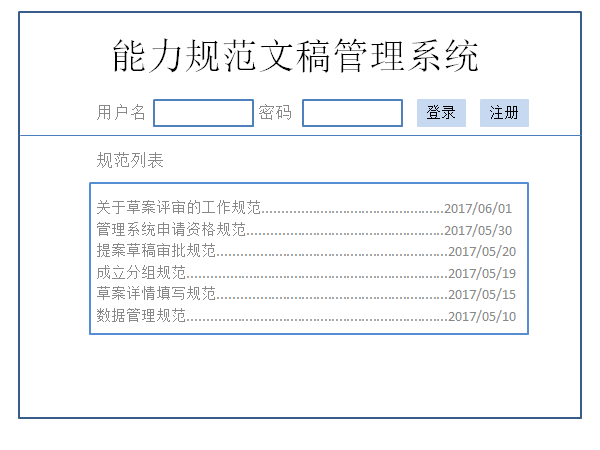 能力规范文稿管理系统
用户名 密码 登录 注册
规范列表
关于草案评审的工作规范................................................2017/06/01
管理系统申请资格规范....................................................2017/05/30
提案草稿审批规范............................................................2017/05/20
成立分组规范....................................................................2017/05/19
草案详情填写规范............................................................2017/05/15
数据管理规范....................................................................2017/05/10